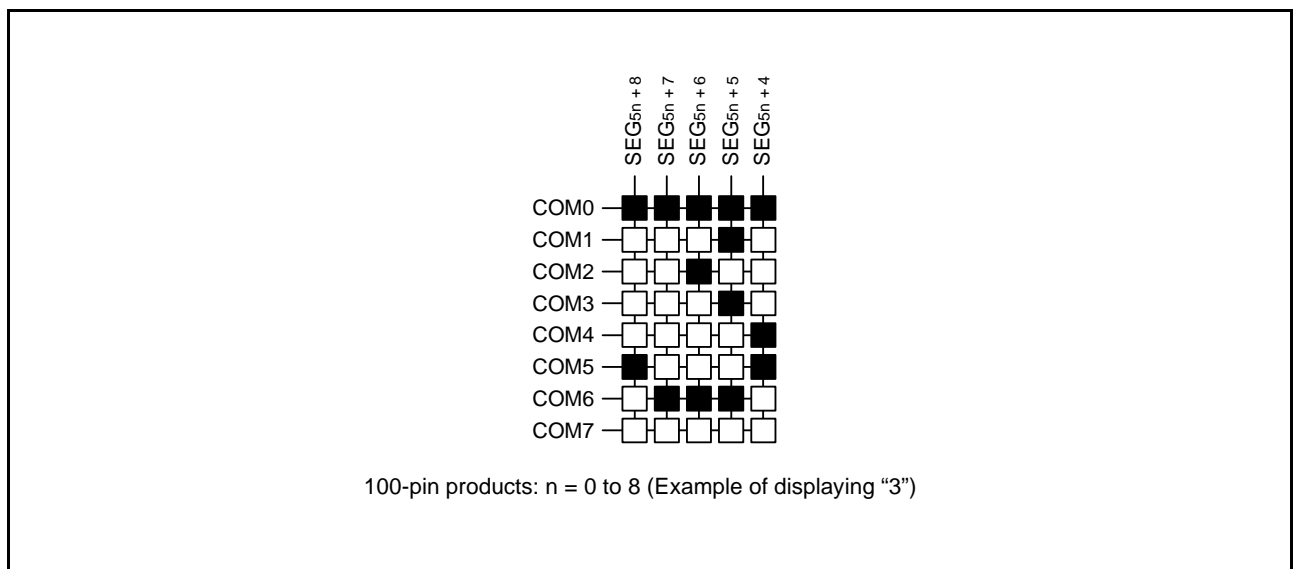 SEG5n + 8
SEG5n + 7
SEG5n + 6
SEG5n + 5
SEG5n + 4
COM0
COM1
COM2
COM3
COM4
COM5
COM6
COM7
100-pin products: n = 0 to 8 (Example of displaying “3”)